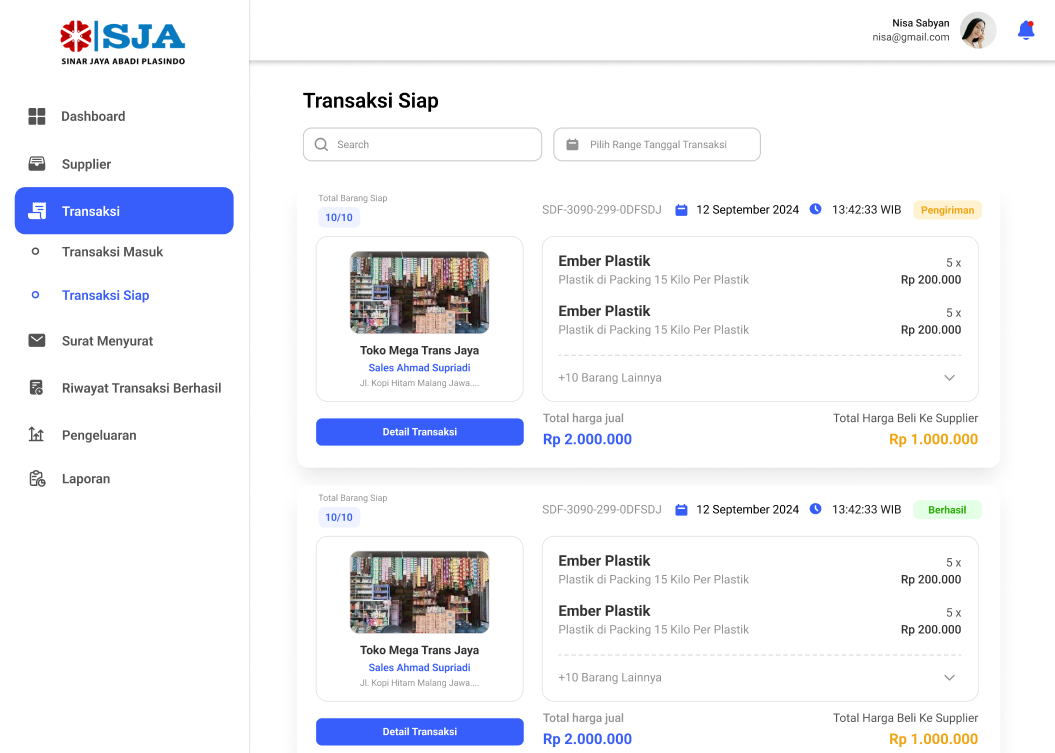 SJA
SINAR JAYA ABADI PLASINDO
Nisa Sabyan
nisa@gmail.com
Dashboard
Supplier
Transaksi
Transaksi Masuk
Transaksi Siap
Surat Menyurat
Riwayat Transaksi Berhasil
Pengeluaran
Laporan
Transaksi Siap
Search
Pilih Range Tanggal Transaksi
Total Barang Siap
10/10
SDF-3090-299-0DFSDJ
12 September 2024
13:42:33 WIB
Pengiriman
Toko Mega Trans Jaya
Sales Ahmad Supriadi
Jl. Kopi Hitam Malang Jawa....
Detail Transaksi
Ember Plastik
5 x
Plastik di Packing 15 Kilo Per Plastik
Rp 200.000
Ember Plastik
5 x
Plastik di Packing 15 Kilo Per Plastik
Rp 200.000
+10 Barang Lainnya
Total harga jual
Total Harga Beli Ke Supplier
Rp 2.000.000
Rp 1.000.000
Total Barang Siap
10/10
SDF-3090-299-0DFSDJ
12 September 2024
13:42:33 WIB
Berhasil
Toko Mega Trans Jaya
Sales Ahmad Supriadi
Jl. Kopi Hitam Malang Jawa....
Detail Transaksi
Ember Plastik
5 x
Plastik di Packing 15 Kilo Per Plastik
Rp 200.000
Ember Plastik
5 x
Plastik di Packing 15 Kilo Per Plastik
Rp 200.000
+10 Barang Lainnya
Total harga jual
Total Harga Beli Ke Supplier
Rp 2.000.000
Rp 1.000.000